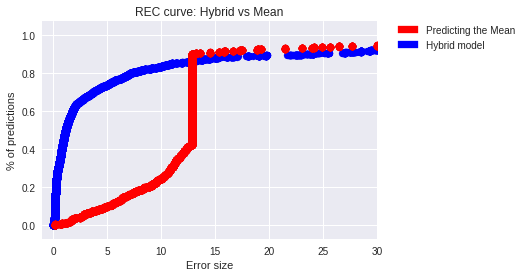 REC curve: Hybrid vs Mean
Predicting the Mean
Hybrid model
% of predictions
1.0
0.8
0.6
0.4
0.2
0.0
0 5 10 15 20 25 30
Error size